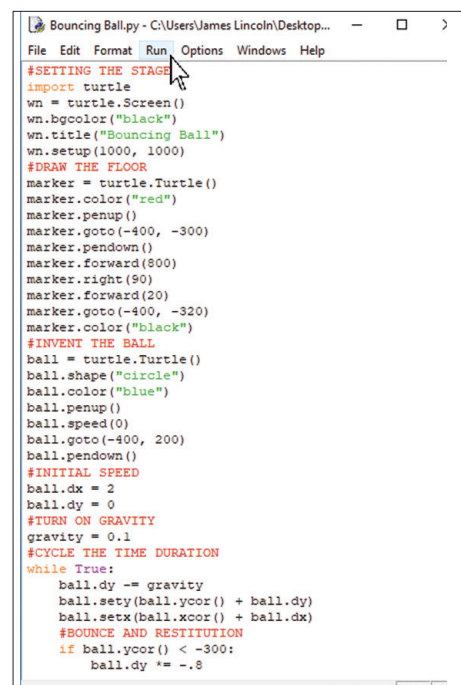 Bouncing Ball.py - C:\Users\James Lincoln\Desktop...
File Edit Format Run Options Windows Help
#SETTING THE STAGE
import turtle
wn = turtle.Screen()
wn.bgcolor("black")
wn.title("Bouncing Ball")
wn.setup(1000, 1000)
#DRAW THE FLOOR
marker = turtle.Turtle()
marker.color("red")
marker.penup()
marker.goto(-400, -300)
marker.pendown()
marker.forward(800)
marker.right(90)
marker.forward(20)
marker.goto(-400, -320)
marker.color("black")
#INVENT THE BALL
ball = turtle.Turtle()
ball.shape("circle")
ball.color("blue")
ball.penup()
ball.speed(0)
ball.goto(-400, 200)
ball.pendown()
#INITIAL SPEED
ball.dx = 2
ball.dy = 0
#TURN ON GRAVITY
gravity = 0.1
#CYCLE THE TIME DURATION
while True:
    ball.dy -= gravity
    ball.sety(ball.ycor() + ball.dy)
    ball.setx(ball.xcor() + ball.dx)
    #BOUNCE AND RESTITUTION
    if ball.ycor() < -300:
        ball.dy *= -.8